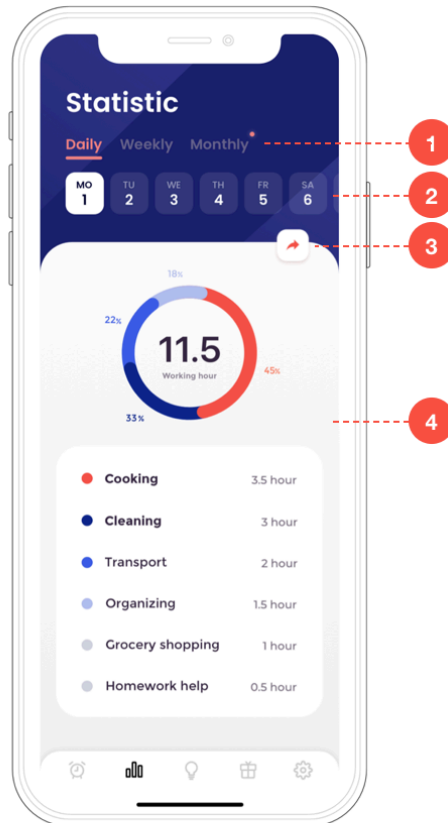 Statistic
Daily Weekly Monthly
1
MO TU WE TH FR SA
1 2 3 4 5 6
2
3
18%
22%
11.5
Working hour
45%
33%
4
Cooking 3.5 hour
Cleaning 3 hour
Transport 2 hour
Organizing 1.5 hour
Grocery shopping 1 hour
Homework help 0.5 hour